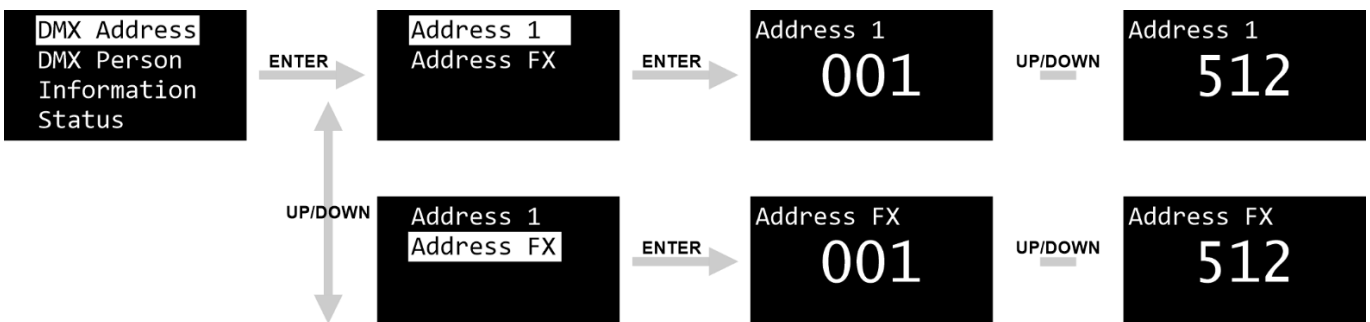 DMX Address
DMX Person
Information
Status
ENTER
Address 1
Address FX
ENTER
Address 1
001
UP/DOWN
Address 1
512
UP/DOWN
Address 1
Address FX
ENTER
Address FX
001
UP/DOWN
Address FX
512